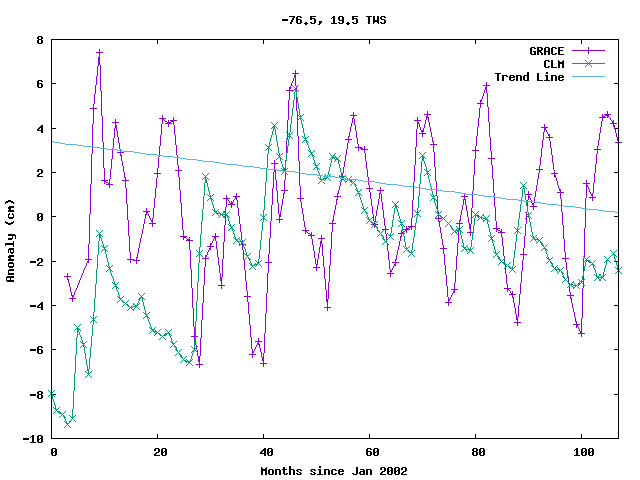 -76.5, 19.5 TWS
GRACE
CLM
Trend Line
8
6
4
2
0
-2
-4
-6
-8
-10
Anomaly (cm)
0 20 40 60 80 100
Months since Jan 2002